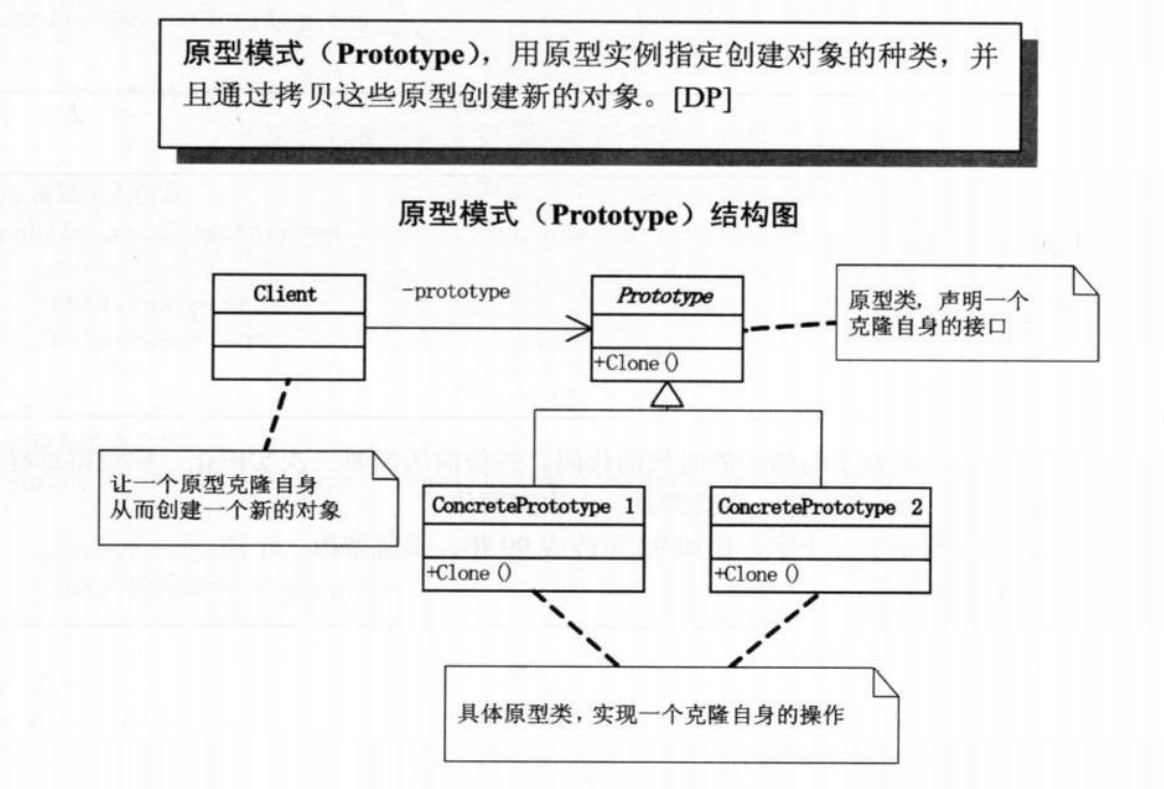 原型模式（Prototype），用原型实例指定创建对象的种类，并
且通过拷贝这些原型创建新的对象。[DP]
原型模式（Prototype）结构图
Client
-prototype
Prototype
+Clone()
原型类，声明一个
克隆自身的接口
让一个原型克隆自身
从而创建一个新的对象
ConcretePrototype 1
+Clone()
ConcretePrototype 2
+Clone()
具体原型类，实现一个克隆自身的操作